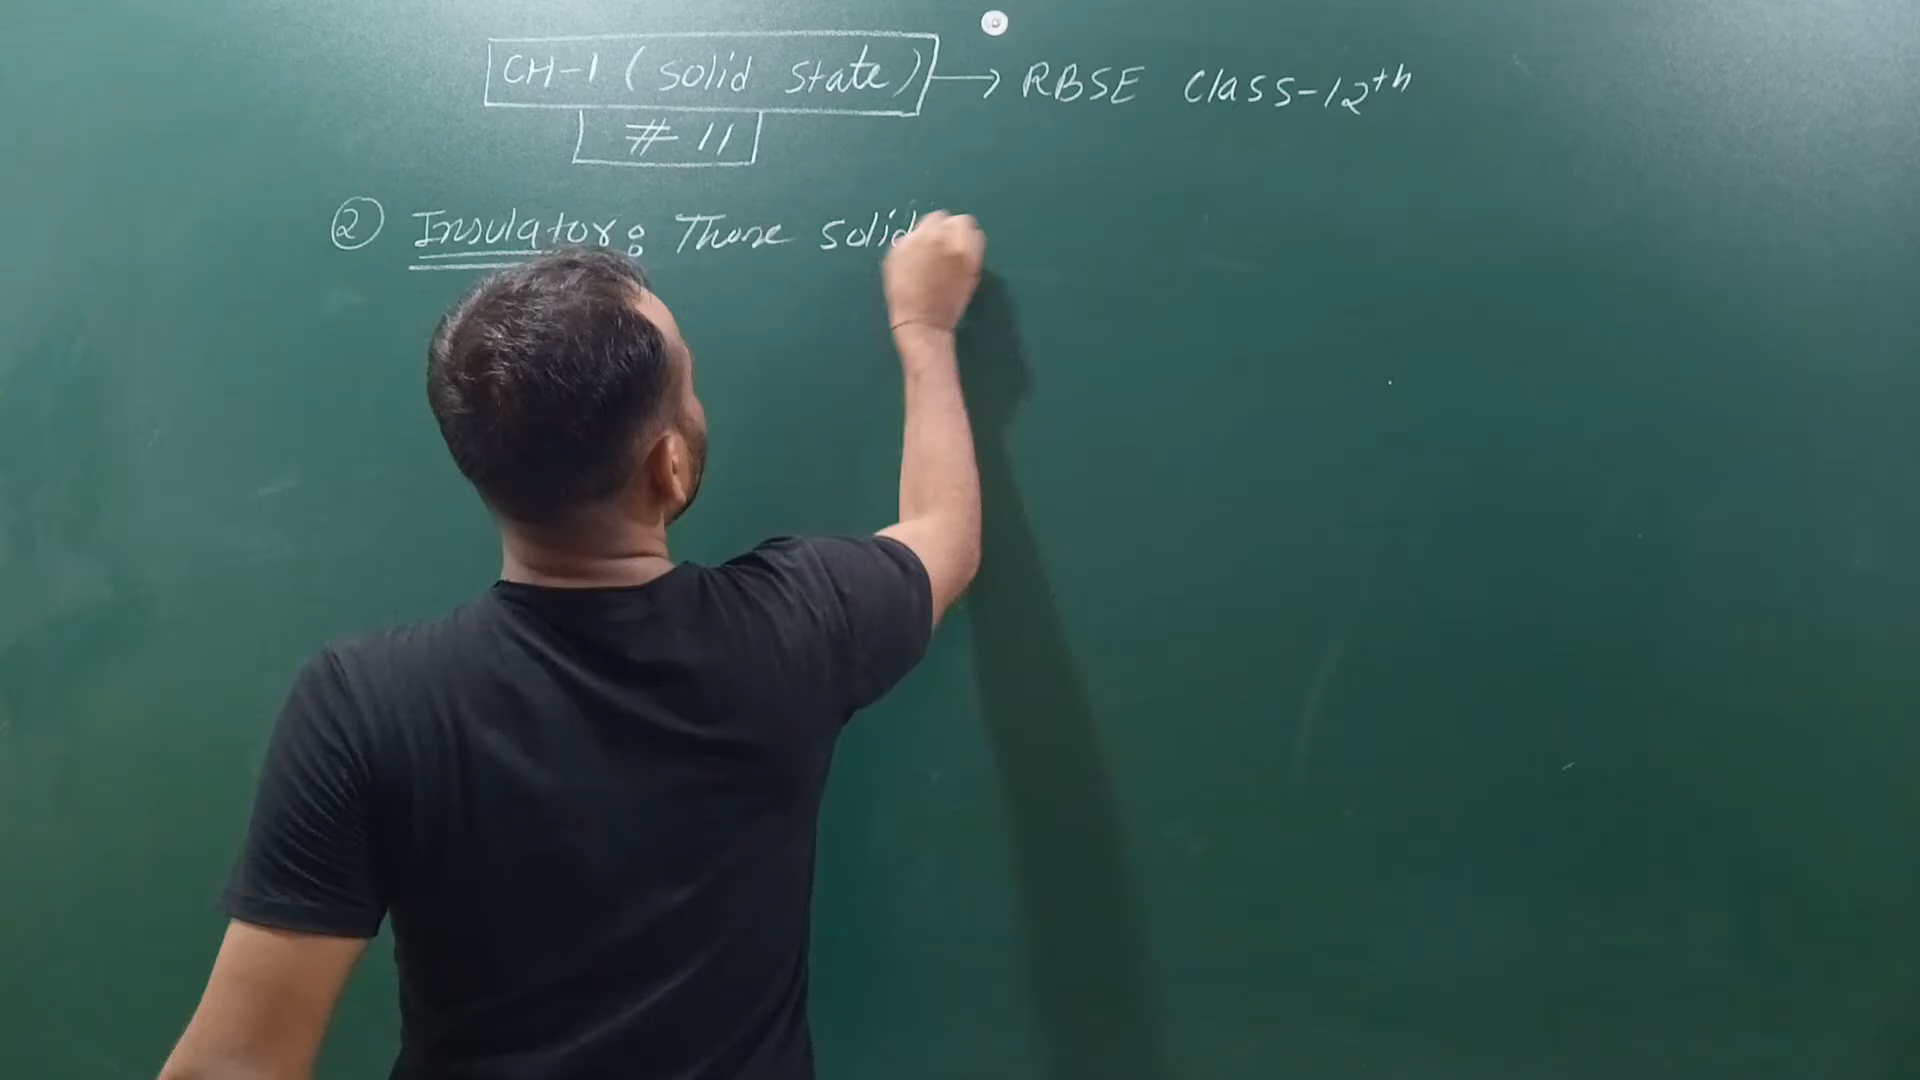 CH-1 (Solid State) → RBSE Class-12th
# 11
② Insulator: Those solid